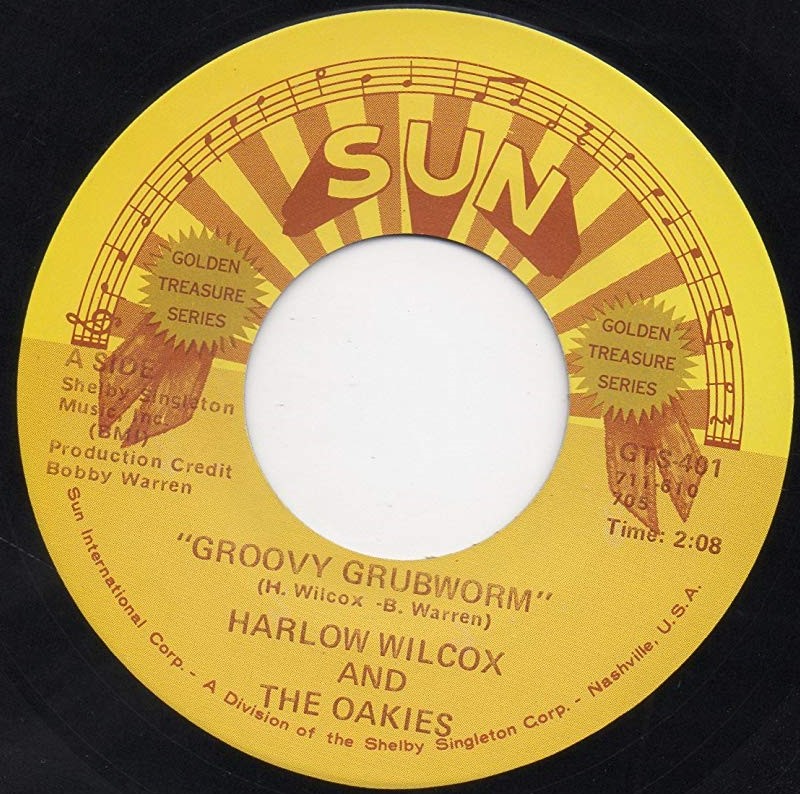 SUN
GOLDEN
TREASURE
SERIES
GOLDEN
TREASURE
SERIES
A SIDE
Shelby Singleton
Music, Inc.
(BMI)
Production Credit
Bobby Warren
GTS-401
711-610
705
Time: 2:08
"GROOVY GRUBWORM"
(H. Wilcox -B. Warren)
HARLOW WILCOX
AND
THE OAKIES
Sun International Corp. - A Division of the Shelby Singleton Corp. - Nashville, U.S.A.